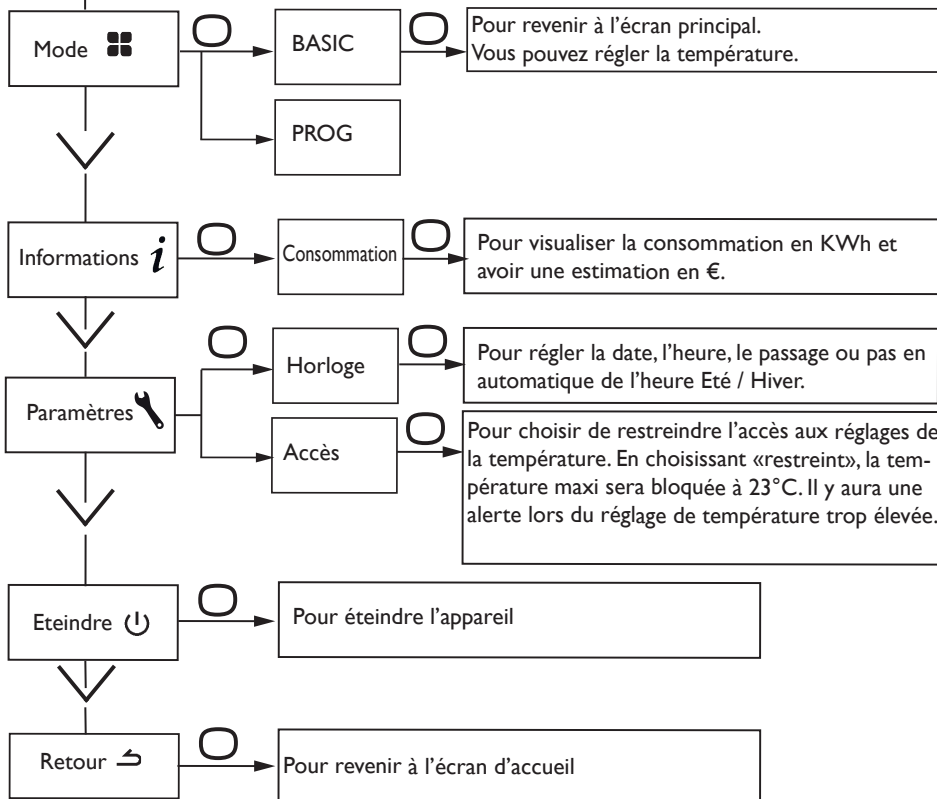 Mode
BASIC
Pour revenir à l'écran principal.
Vous pouvez régler la température.
PROG
Informations i
Consommation
Pour visualiser la consommation en KWh et
avoir une estimation en €.
Paramètres
Horloge
Pour régler la date, l'heure, le passage ou pas en
automatique de l'heure Eté / Hiver.
Accès
Pour choisir de restreindre l'accès aux réglages de
la température. En choisissant «restreint», la tem-
pérature maxi sera bloquée à 23°C. Il y aura une
alerte lors du réglage de température trop élevée.
Eteindre
Pour éteindre l'appareil
Retour
Pour revenir à l'écran d'accueil